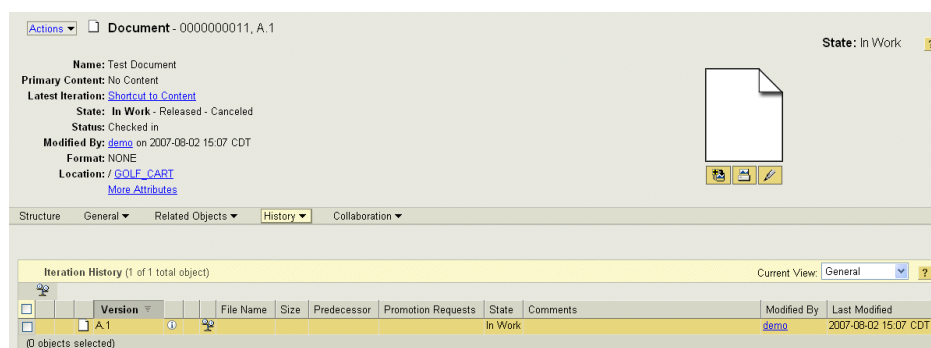 Actions Document - 0000000011, A.1
State: In Work ?
Name: Test Document
Primary Content: No Content
Latest Iteration: Shortcut to Content
State: In Work - Released - Canceled
Status: Checked in
Modified By: demo on 2007-08-02 15:07 CDT
Format: NONE
Location: / GOLF_CART
More Attributes
Structure General Related Objects History Collaboration
Iteration History (1 of 1 total object) Current View: General ?
Version File Name Size Predecessor Promotion Requests State Comments Modified By Last Modified
A.1 In Work demo 2007-08-02 15:07 CDT
(0 objects selected)